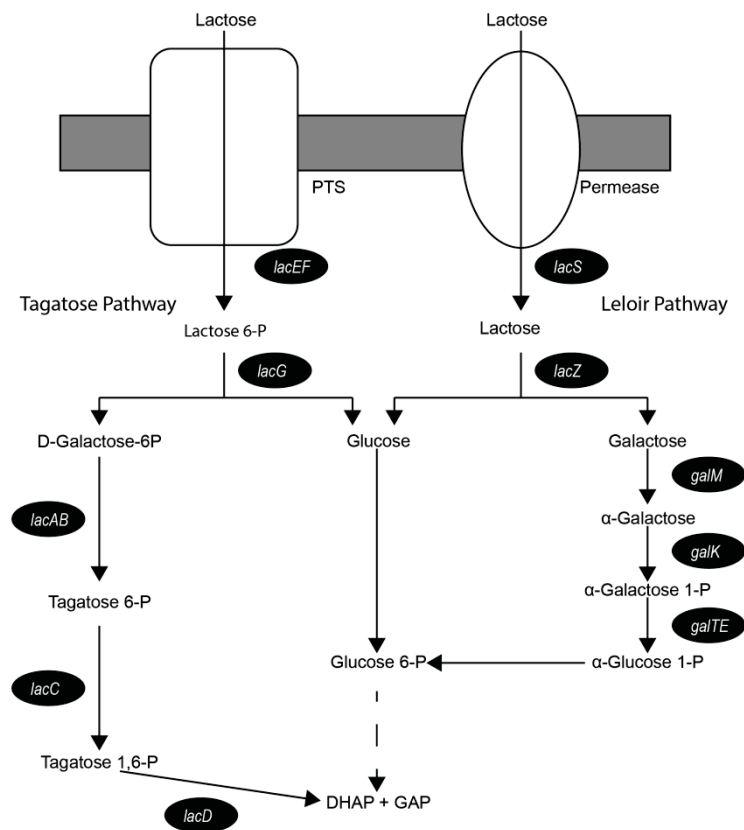 Lactose
Lactose
PTS
Permease
lacEF
lacS
Tagatose Pathway
Leloir Pathway
Lactose 6-P
Lactose
lacG
lacZ
D-Galactose-6P
Glucose
Galactose
galM
lacAB
α-Galactose
galK
α-Galactose 1-P
Tagatose 6-P
galTE
Glucose 6-P
α-Glucose 1-P
lacC
Tagatose 1,6-P
DHAP + GAP
lacD